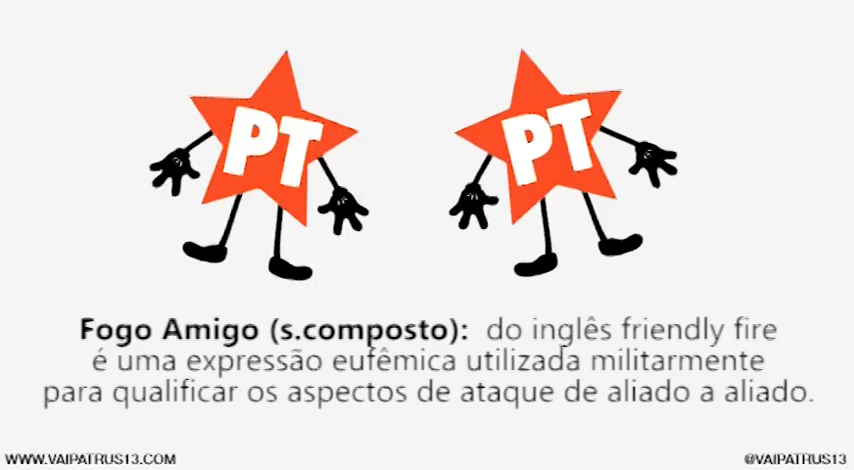 PT PT
Fogo Amigo (s.composto): do inglês friendly fire
é uma expressão eufêmica utilizada militarmente
para qualificar os aspectos de ataque de aliado a aliado.
WWW.VAIPATRUS13.COM @VAIPATRUS13